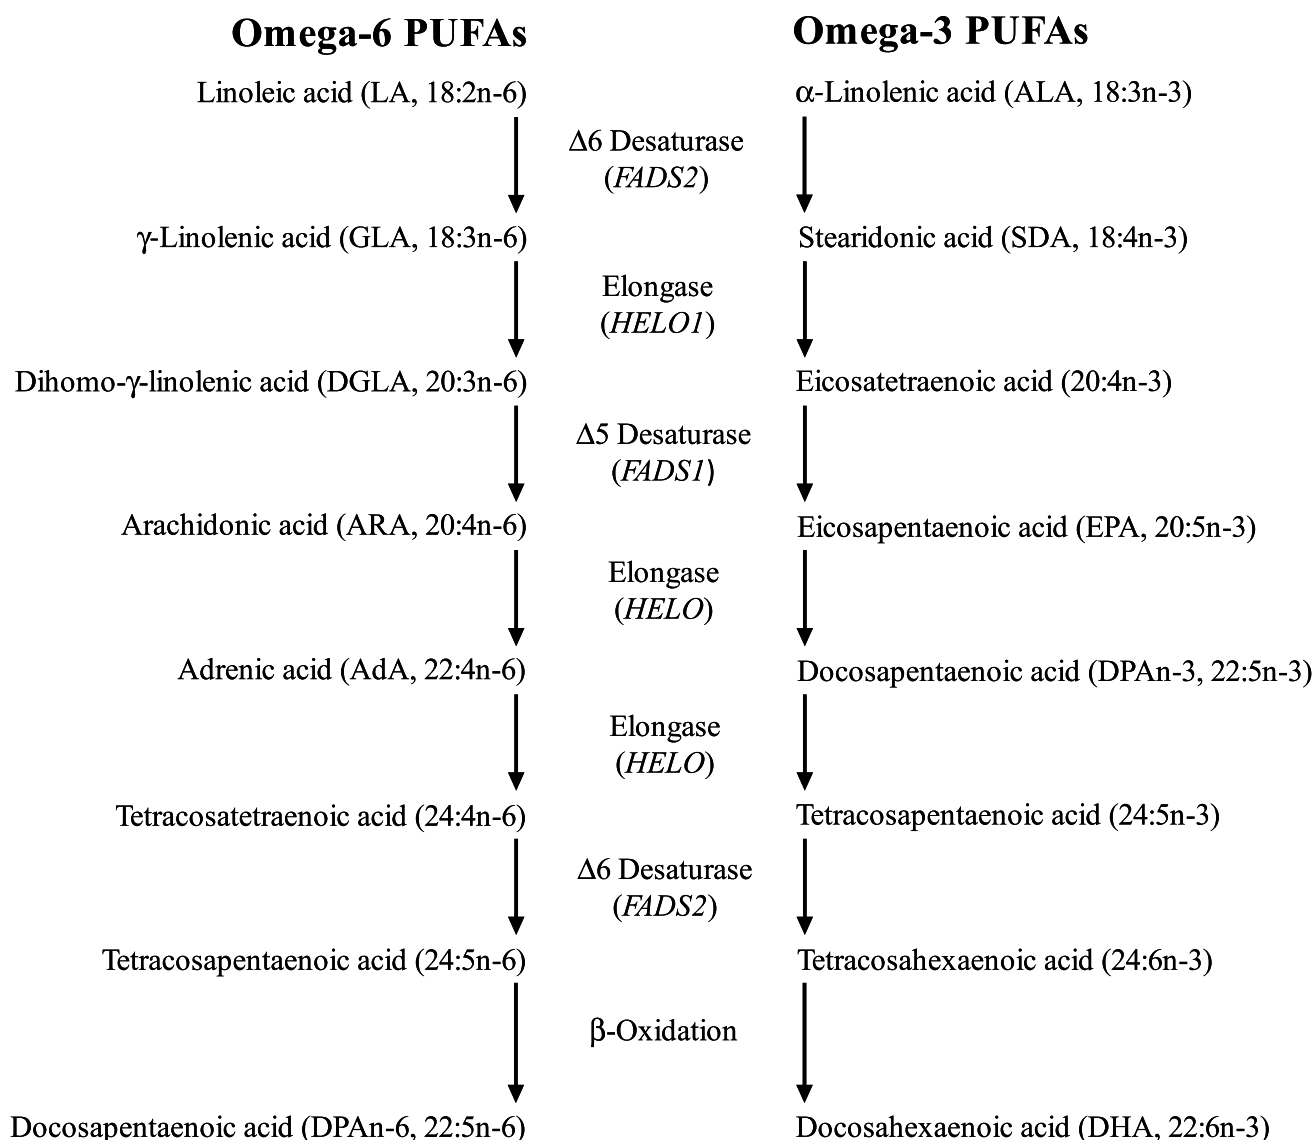 Omega-6 PUFAs
Omega-3 PUFAs
Linoleic acid (LA, 18:2n-6)
α-Linolenic acid (ALA, 18:3n-3)
Δ6 Desaturase
(FADS2)
γ-Linolenic acid (GLA, 18:3n-6)
Stearidonic acid (SDA, 18:4n-3)
Elongase
(HELO1)
Dihomo-γ-linolenic acid (DGLA, 20:3n-6)
Eicosatetraenoic acid (20:4n-3)
Δ5 Desaturase
(FADS1)
Arachidonic acid (ARA, 20:4n-6)
Eicosapentaenoic acid (EPA, 20:5n-3)
Elongase
(HELO)
Adrenic acid (AdA, 22:4n-6)
Docosapentaenoic acid (DPAn-3, 22:5n-3)
Elongase
(HELO)
Tetracosatetraenoic acid (24:4n-6)
Tetracosapentaenoic acid (24:5n-3)
Δ6 Desaturase
(FADS2)
Tetracosapentaenoic acid (24:5n-6)
Tetracosahexaenoic acid (24:6n-3)
β-Oxidation
Docosapentaenoic acid (DPAn-6, 22:5n-6)
Docosahexaenoic acid (DHA, 22:6n-3)